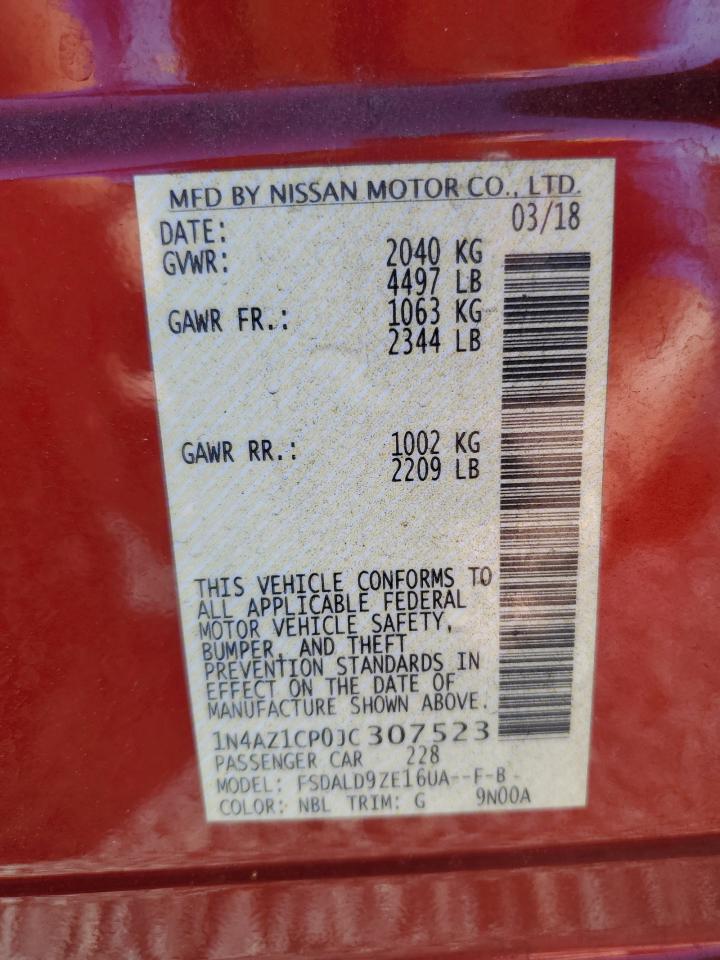 MFD BY NISSAN MOTOR CO., LTD.
DATE: 03/18
GVWR: 2040 KG
4497 LB
GAWR FR.: 1063 KG
2344 LB
GAWR RR.: 1002 KG
2209 LB
THIS VEHICLE CONFORMS TO
ALL APPLICABLE FEDERAL
MOTOR VEHICLE SAFETY,
BUMPER, AND THEFT
PREVENTION STANDARDS IN
EFFECT ON THE DATE OF
MANUFACTURE SHOWN ABOVE.
1N4AZ1CP0JC 307523
PASSENGER CAR 228
MODEL: FSDALD9ZE16UA--F-B-
COLOR: NBL TRIM: G 9N00A